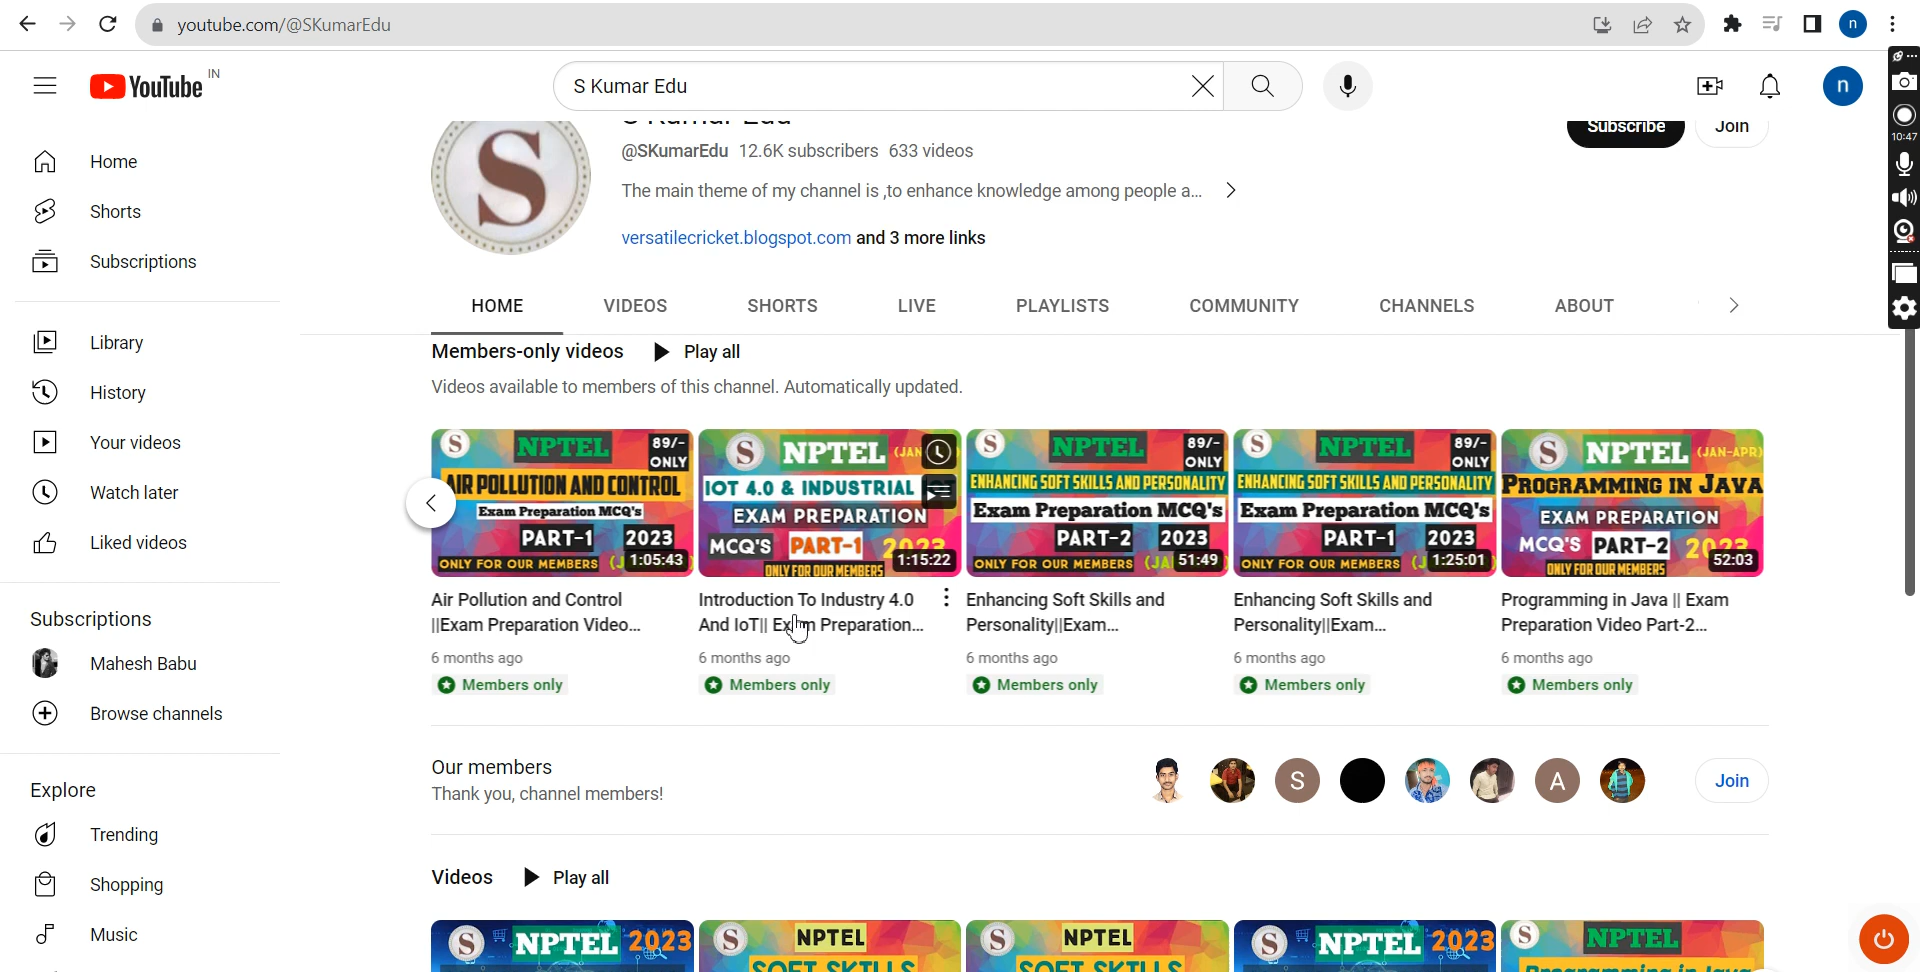 youtube.com/@SKumarEdu
n
YouTube IN
S Kumar Edu
n
10:47
Home
Shorts
Subscriptions
Library
History
Your videos
Watch later
Liked videos
Subscriptions
Mahesh Babu
Browse channels
Explore
Trending
Shopping
Music
S
S Kumar Edu
@SKumarEdu 12.6K subscribers 633 videos
Subscribe
Join
The main theme of my channel is ,to enhance knowledge among people a...
versatilecricket.blogspot.com and 3 more links
HOME VIDEOS SHORTS LIVE PLAYLISTS COMMUNITY CHANNELS ABOUT
Members-only videos Play all
Videos available to members of this channel. Automatically updated.
S NPTEL 89/- ONLY
AIR POLLUTION AND CONTROL
Exam Preparation MCQ's
PART-1 2023
ONLY FOR OUR MEMBERS 1:05:43
Air Pollution and Control
||Exam Preparation Video...
6 months ago
Members only
S NPTEL (JAN
IOT 4.0 & INDUSTRIAL
EXAM PREPARATION
MCQ'S PART-1 2023
ONLY FOR OUR MEMBERS 1:15:22
Introduction To Industry 4.0
And IoT|| Exam Preparation...
6 months ago
Members only
S NPTEL 89/- ONLY
ENHANCING SOFT SKILLS AND PERSONALITY
Exam Preparation MCQ's
PART-2 2023
ONLY FOR OUR MEMBERS (JA 51:49
Enhancing Soft Skills and
Personality||Exam...
6 months ago
Members only
S NPTEL 89/- ONLY
ENHANCING SOFT SKILLS AND PERSONALITY
Exam Preparation MCQ's
PART-1 2023
ONLY FOR OUR MEMBERS 1:25:01
Enhancing Soft Skills and
Personality||Exam...
6 months ago
Members only
S NPTEL (JAN-APR)
PROGRAMMING IN JAVA
EXAM PREPARATION
MCQ'S PART-2 2023
ONLY FOR OUR MEMBERS 52:03
Programming in Java || Exam
Preparation Video Part-2...
6 months ago
Members only
Our members
Thank you, channel members!
S
A
Join
Videos Play all
S NPTEL 2023
S NPTEL
SOFT SKILLS
S NPTEL
SOFT SKILLS
S NPTEL 2023
S NPTEL
Programming in Java